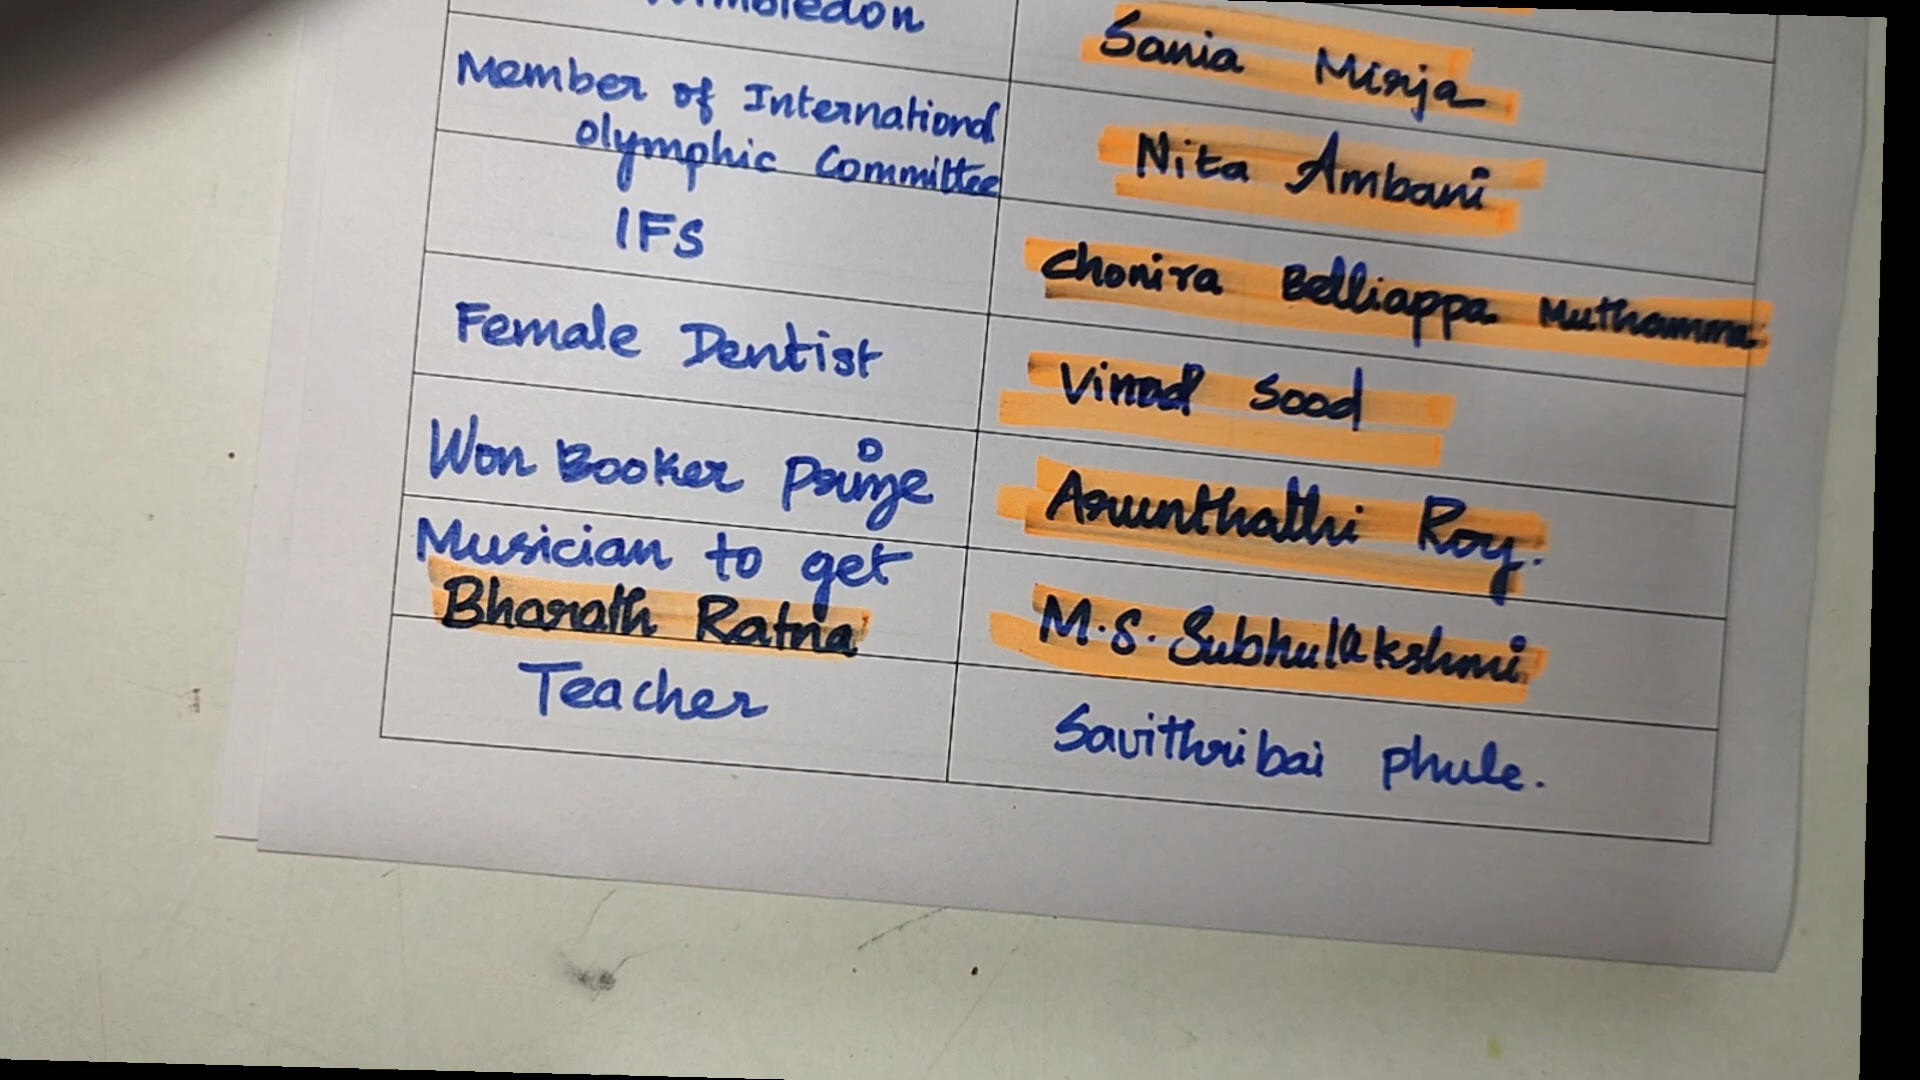 Wimbledon Sania Mirja
Member of International
olymphic Committee Nita Ambani
IFS Chonira Belliappa Muthamma
Female Dentist Sood
Won Booker Prize Arunthathi Roy.
Musician to get
Bharath Ratna M.S. Subhulakshmi
Teacher Savithribai phule.